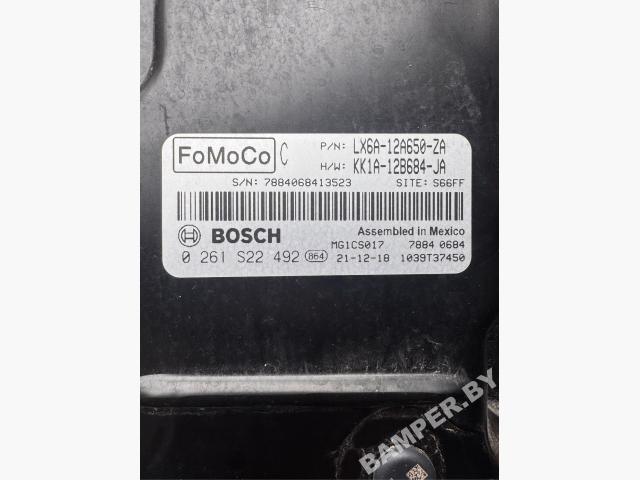 FoMoCo C P/N: LX6A-12A650-ZA
H/W: KK1A-12B684-JA
S/N: 7884068413523 SITE: S66FF
BOSCH Assembled in Mexico
MG1CS017 7884 0684
0 261 S22 492 864 21-12-18 1039T37450
BAMPER.BY